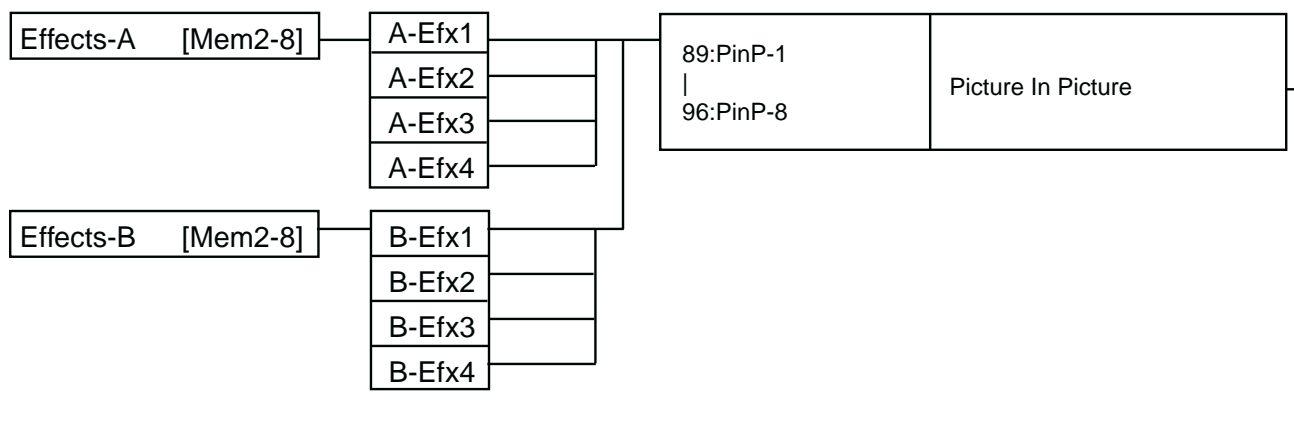 Effects-A [Mem2-8]
A-Efx1
A-Efx2
A-Efx3
A-Efx4
89:PinP-1
|
96:PinP-8
Picture In Picture
Effects-B [Mem2-8]
B-Efx1
B-Efx2
B-Efx3
B-Efx4